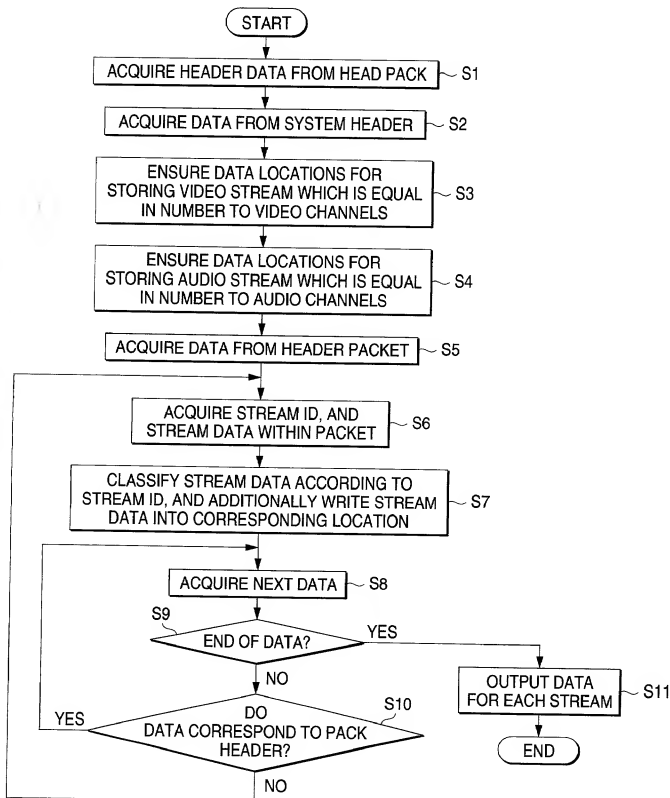 START
ACQUIRE HEADER DATA FROM HEAD PACK
S1
ACQUIRE DATA FROM SYSTEM HEADER
S2
ENSURE DATA LOCATIONS FOR
STORING VIDEO STREAM WHICH IS EQUAL
IN NUMBER TO VIDEO CHANNELS
S3
ENSURE DATA LOCATIONS FOR
STORING AUDIO STREAM WHICH IS EQUAL
IN NUMBER TO AUDIO CHANNELS
S4
ACQUIRE DATA FROM HEADER PACKET
S5
ACQUIRE STREAM ID, AND
STREAM DATA WITHIN PACKET
S6
CLASSIFY STREAM DATA ACCORDING TO
STREAM ID, AND ADDITIONALLY WRITE STREAM
DATA INTO CORRESPONDING LOCATION
S7
ACQUIRE NEXT DATA
S8
S9
END OF DATA?
YES
NO
OUTPUT DATA
FOR EACH STREAM
S11
END
S10
DO
DATA CORRESPOND TO PACK
HEADER?
YES
NO